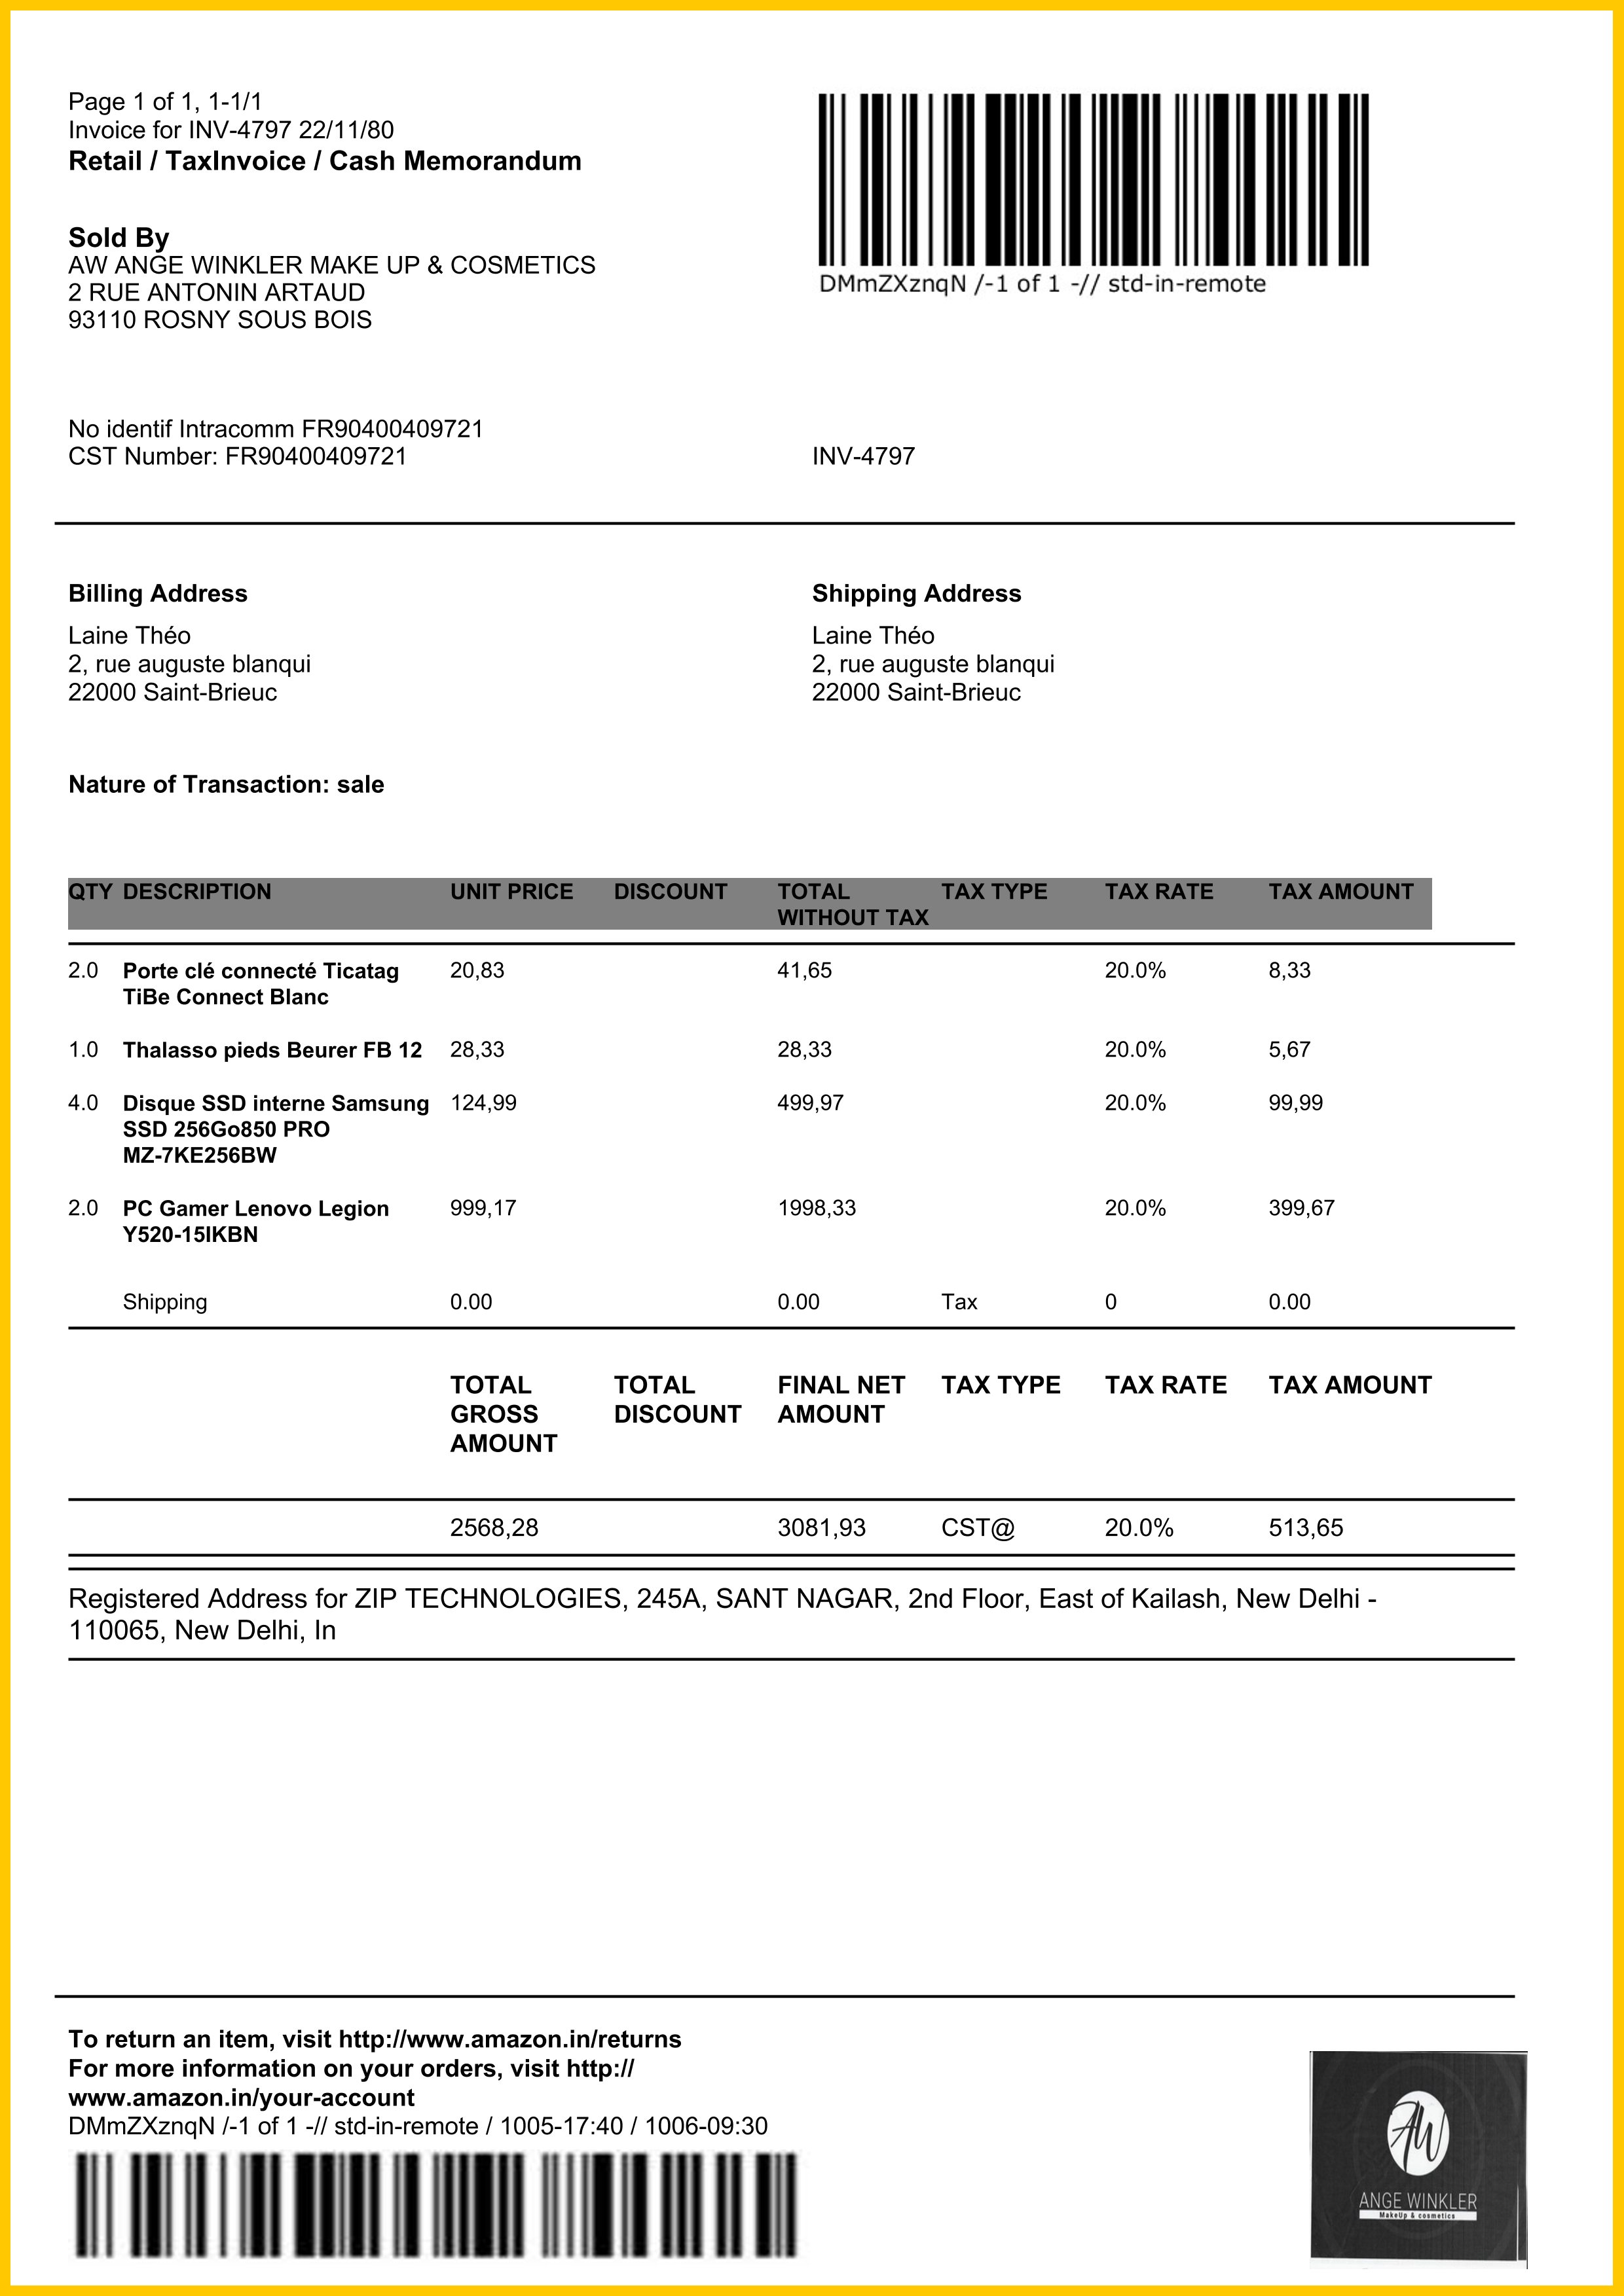 Page 1 of 1, 1-1/1
Invoice for INV-4797 22/11/80
Retail / TaxInvoice / Cash Memorandum
DMmZXznqN /-1 of 1 -// std-in-remote
Sold By
AW ANGE WINKLER MAKE UP & COSMETICS
2 RUE ANTONIN ARTAUD
93110 ROSNY SOUS BOIS
No identif Intracomm FR90400409721
CST Number: FR90400409721 INV-4797
Billing Address
Laine Théo
2, rue auguste blanqui
22000 Saint-Brieuc
Shipping Address
Laine Théo
2, rue auguste blanqui
22000 Saint-Brieuc
Nature of Transaction: sale
QTY DESCRIPTION UNIT PRICE DISCOUNT TOTAL TAX TYPE TAX RATE TAX AMOUNT
WITHOUT TAX
2.0 Porte clé connecté Ticatag 20,83 41,65 20.0% 8,33
TiBe Connect Blanc
1.0 Thalasso pieds Beurer FB 12 28,33 28,33 20.0% 5,67
4.0 Disque SSD interne Samsung 124,99 499,97 20.0% 99,99
SSD 256Go850 PRO
MZ-7KE256BW
2.0 PC Gamer Lenovo Legion 999,17 1998,33 20.0% 399,67
Y520-15IKBN
Shipping 0.00 0.00 Tax 0 0.00
TOTAL TOTAL FINAL NET TAX TYPE TAX RATE TAX AMOUNT
GROSS DISCOUNT AMOUNT
AMOUNT
2568,28 3081,93 CST@ 20.0% 513,65
Registered Address for ZIP TECHNOLOGIES, 245A, SANT NAGAR, 2nd Floor, East of Kailash, New Delhi -
110065, New Delhi, In
To return an item, visit http://www.amazon.in/returns
For more information on your orders, visit http://
www.amazon.in/your-account
DMmZXznqN /-1 of 1 -// std-in-remote / 1005-17:40 / 1006-09:30
AW
ANGE WINKLER
MakeUp & cosmetics